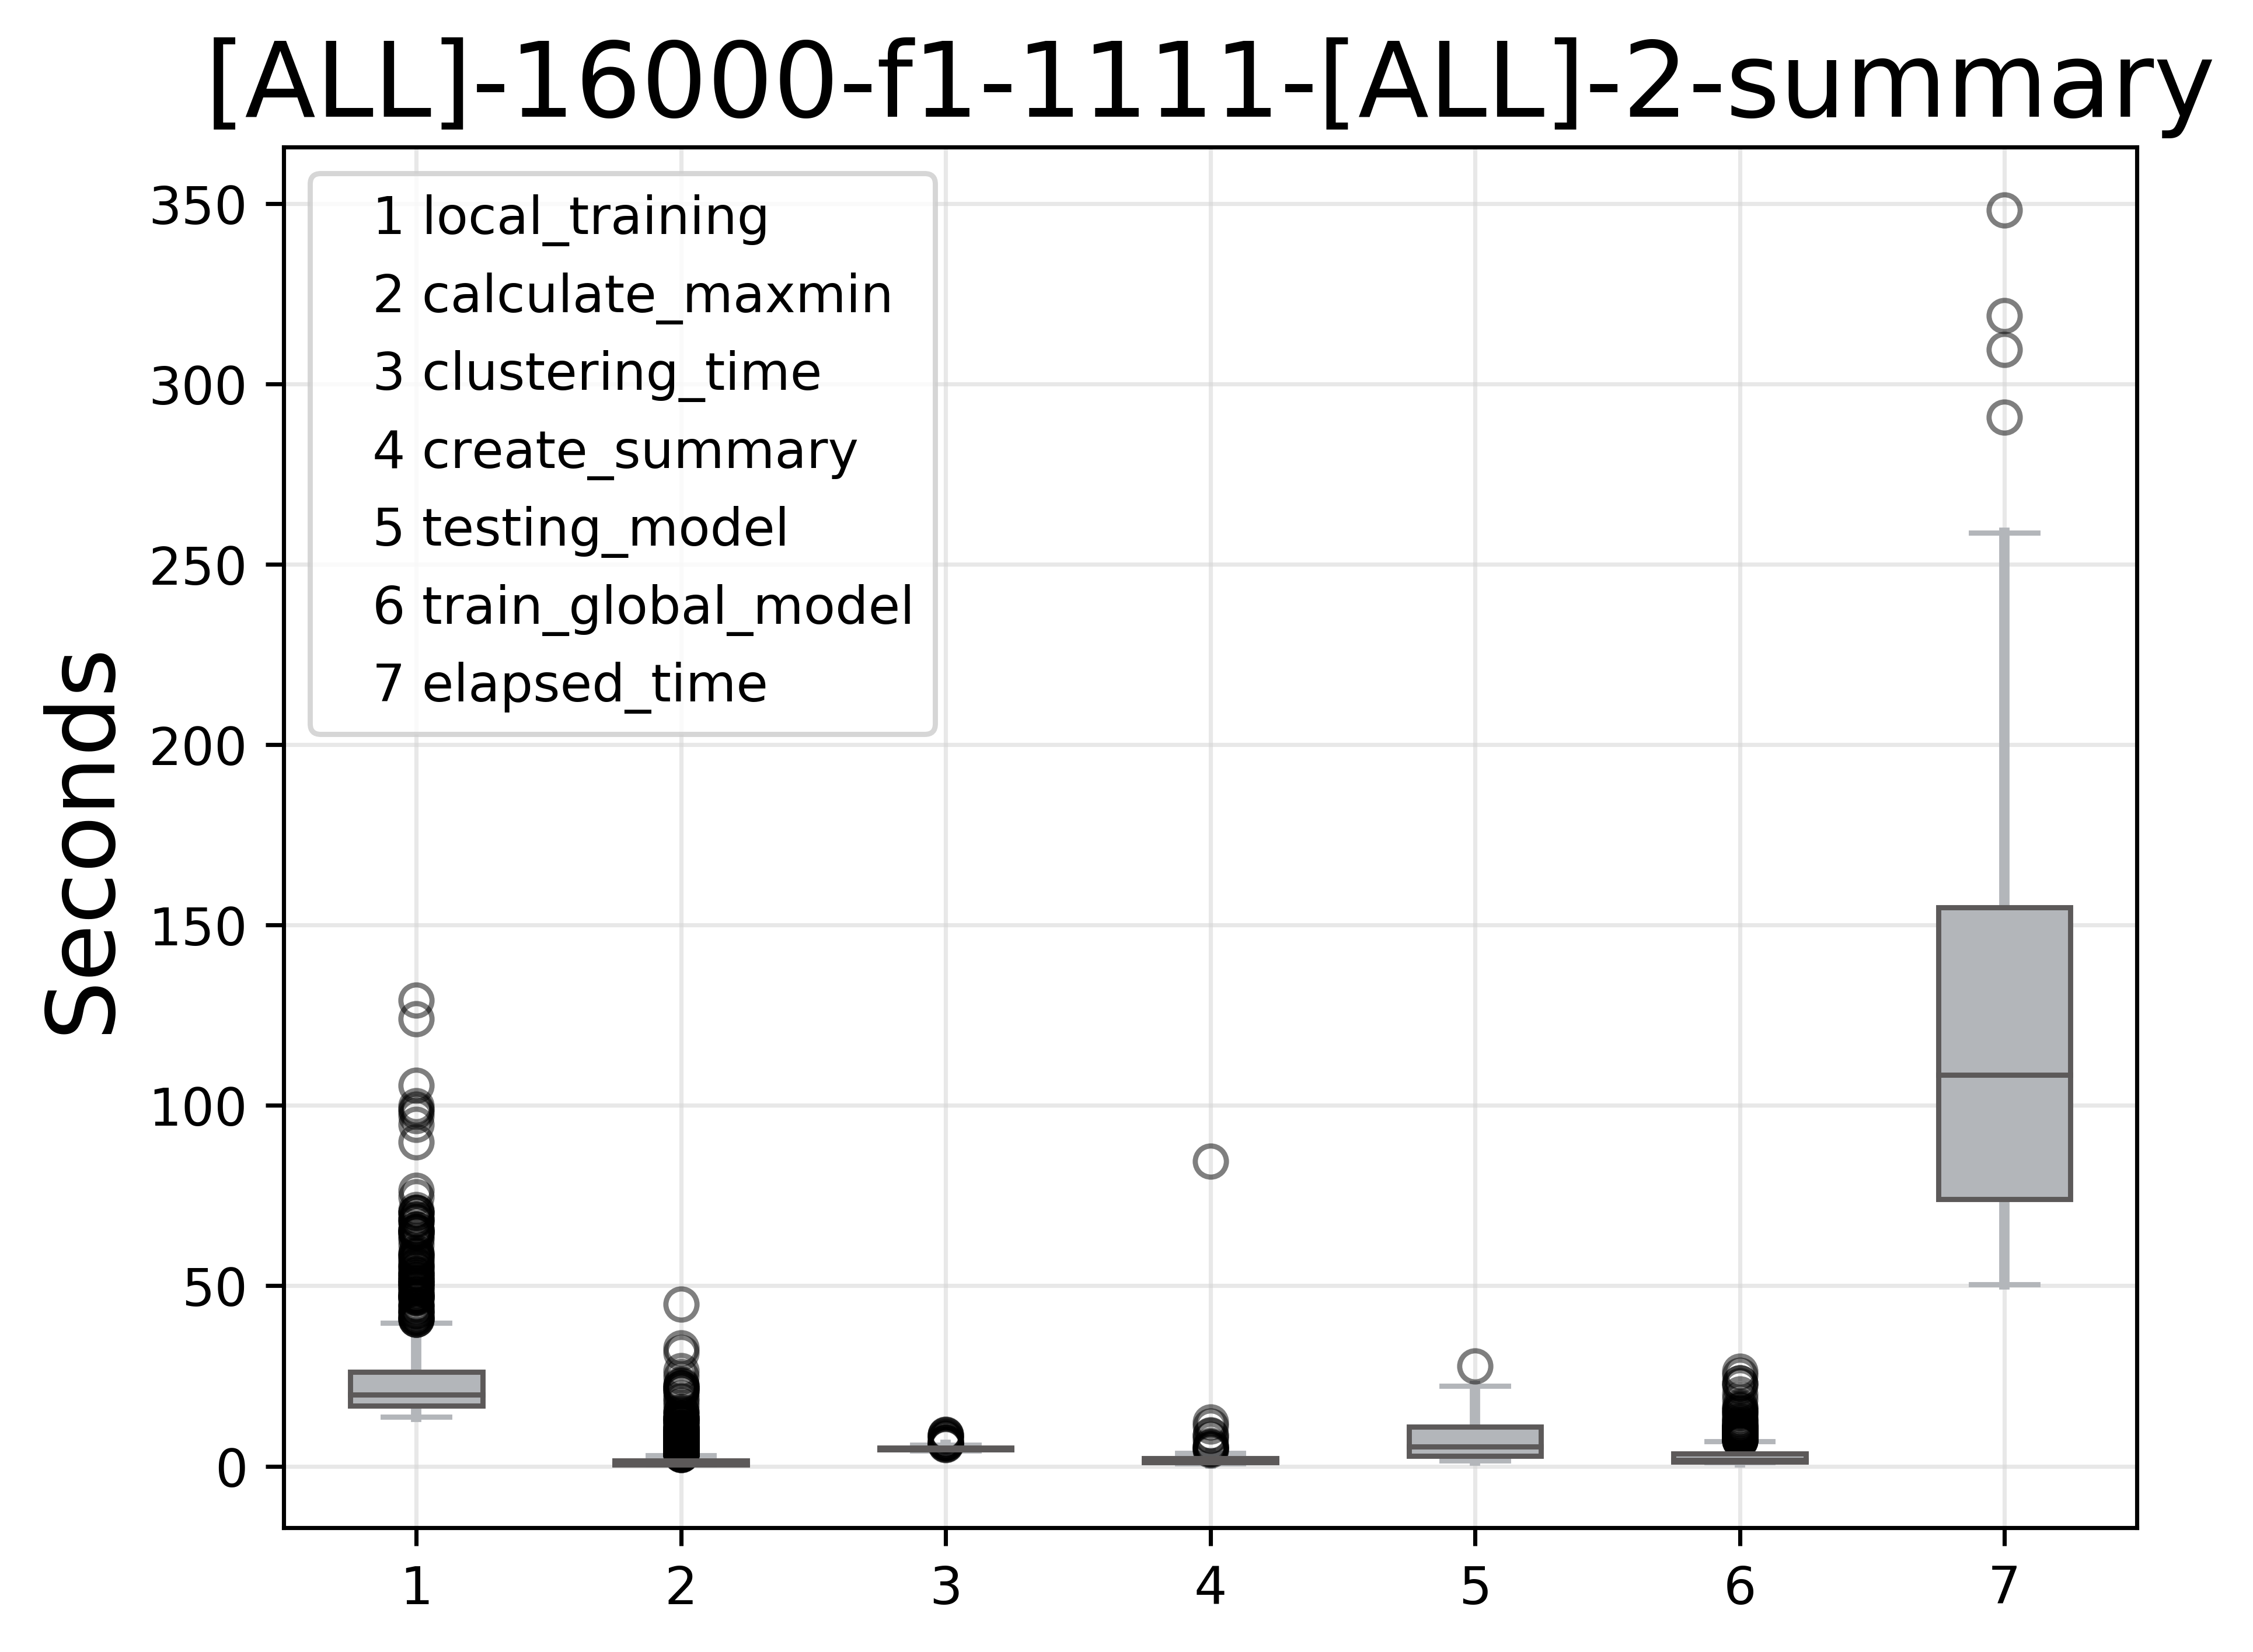 [ALL]-16000-f1-1111-[ALL]-2-summary
Seconds
350
300
250
200
150
100
50
0
1 local_training
2 calculate_maxmin
3 clustering_time
4 create_summary
5 testing_model
6 train_global_model
7 elapsed_time
1 2 3 4 5 6 7